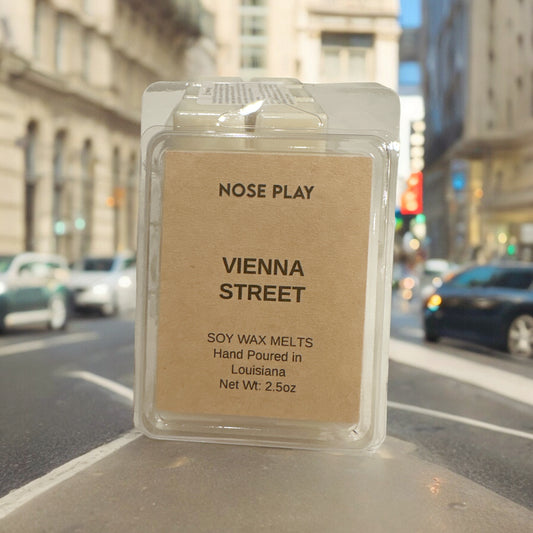 NOSE PLAY
VIENNA
STREET
SOY WAX MELTS
Hand Poured in
Louisiana
Net Wt: 2.5oz